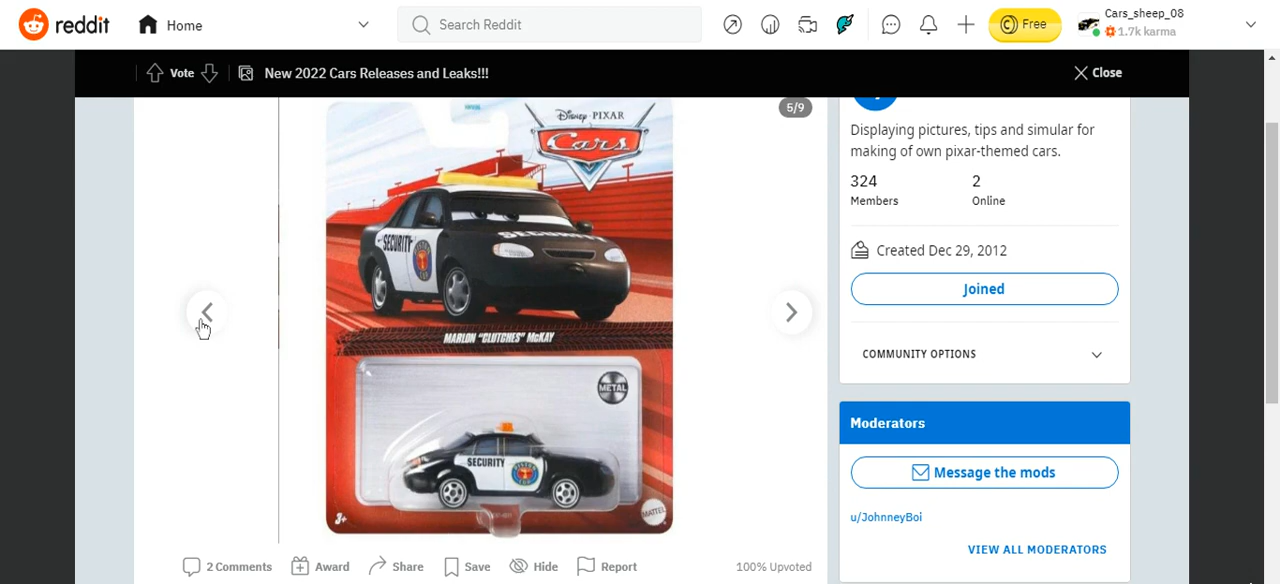 reddit
Home
Search Reddit
Free
Cars_sheep_08
1.7k karma
Vote
New 2022 Cars Releases and Leaks!!!
Close
5/9
Disney·PIXAR
Cars
SECURITY
SECURITY
MARLON "CLUTCHES" McKAY
METAL
SECURITY
3+
MATTEL
Displaying pictures, tips and simular for
making of own pixar-themed cars.
324
2
Members
Online
Created Dec 29, 2012
Joined
COMMUNITY OPTIONS
Moderators
Message the mods
u/JohnneyBoi
VIEW ALL MODERATORS
2 Comments
Award
Share
Save
Hide
Report
100% Upvoted